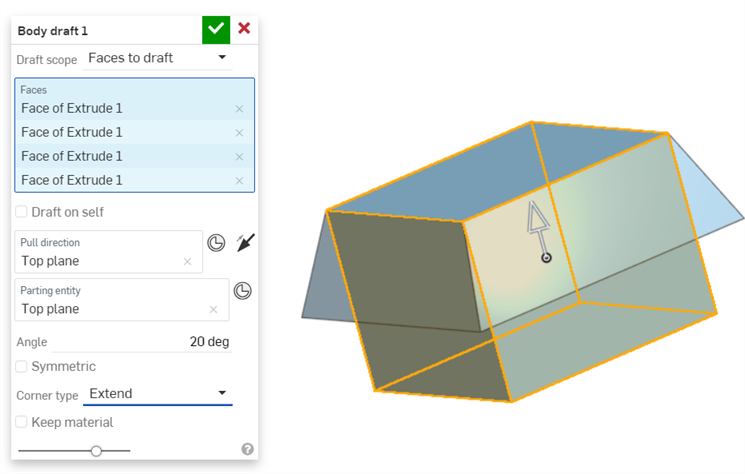 Body draft 1
Draft scope Faces to draft
Faces
Face of Extrude 1
Face of Extrude 1
Face of Extrude 1
Face of Extrude 1
Draft on self
Pull direction
Top plane
Parting entity
Top plane
Angle 20 deg
Symmetric
Corner type Extend
Keep material